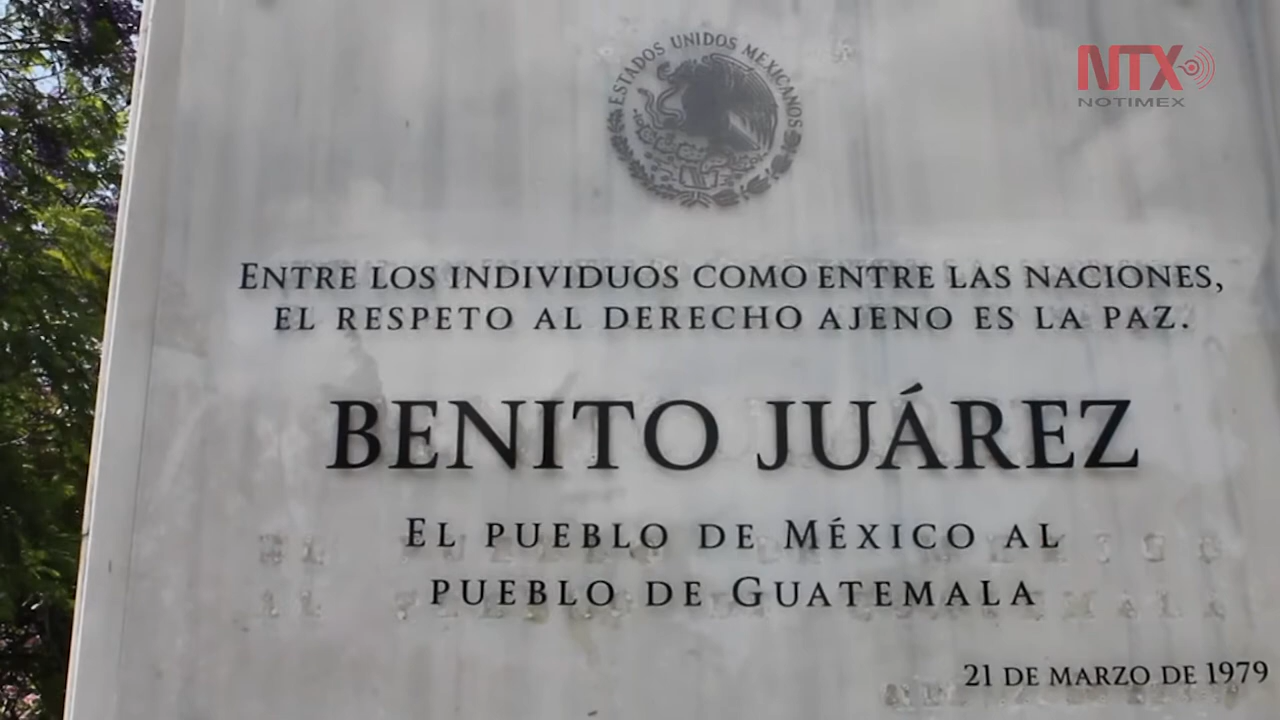 ESTADOS UNIDOS MEXICANOS
NTX
NOTIMEX
ENTRE LOS INDIVIDUOS COMO ENTRE LAS NACIONES,
EL RESPETO AL DERECHO AJENO ES LA PAZ.
BENITO JUÁREZ
EL PUEBLO DE MÉXICO AL
PUEBLO DE GUATEMALA
21 DE MARZO DE 1979